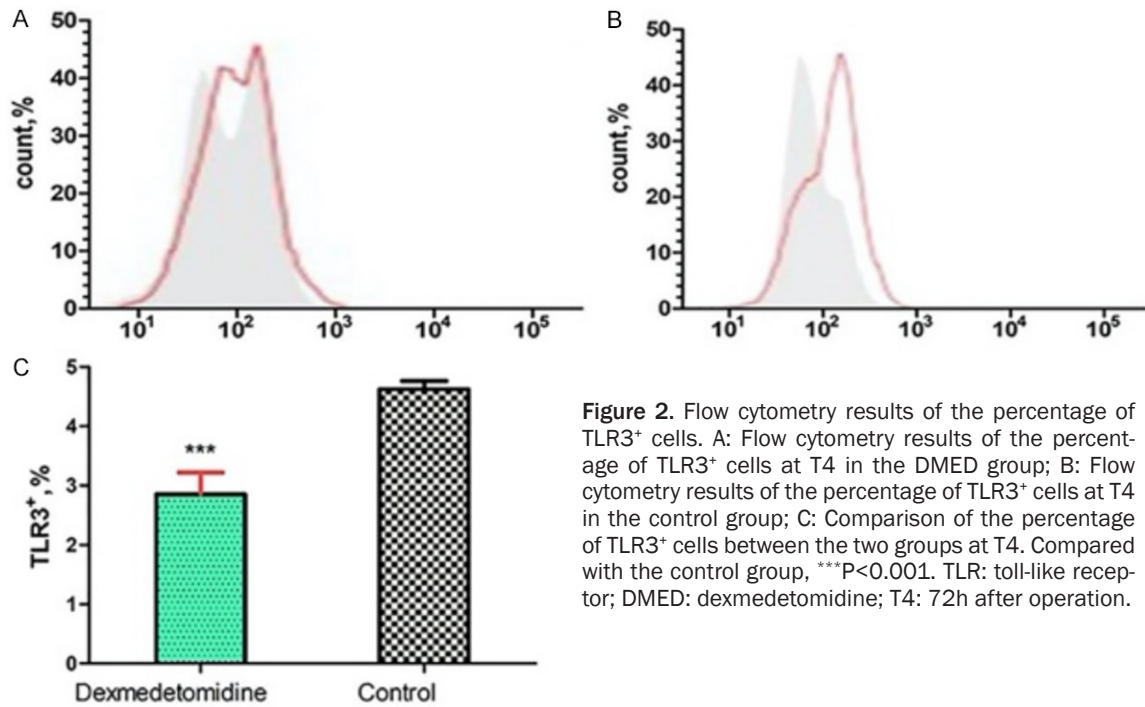 A
50
40
30
20
10
0
count,%
10¹ 10² 10³ 10⁴ 10⁵
B
50
40
30
20
10
0
count,%
10¹ 10² 10³ 10⁴ 10⁵
C
5
4
3
2
1
0
TLR3⁺,%
***
Dexmedetomidine Control
Figure 2. Flow cytometry results of the percentage of
TLR3⁺ cells. A: Flow cytometry results of the percent-
age of TLR3⁺ cells at T4 in the DMED group; B: Flow
cytometry results of the percentage of TLR3⁺ cells at T4
in the control group; C: Comparison of the percentage
of TLR3⁺ cells between the two groups at T4. Compared
with the control group, ***P<0.001. TLR: toll-like recep-
tor; DMED: dexmedetomidine; T4: 72h after operation.